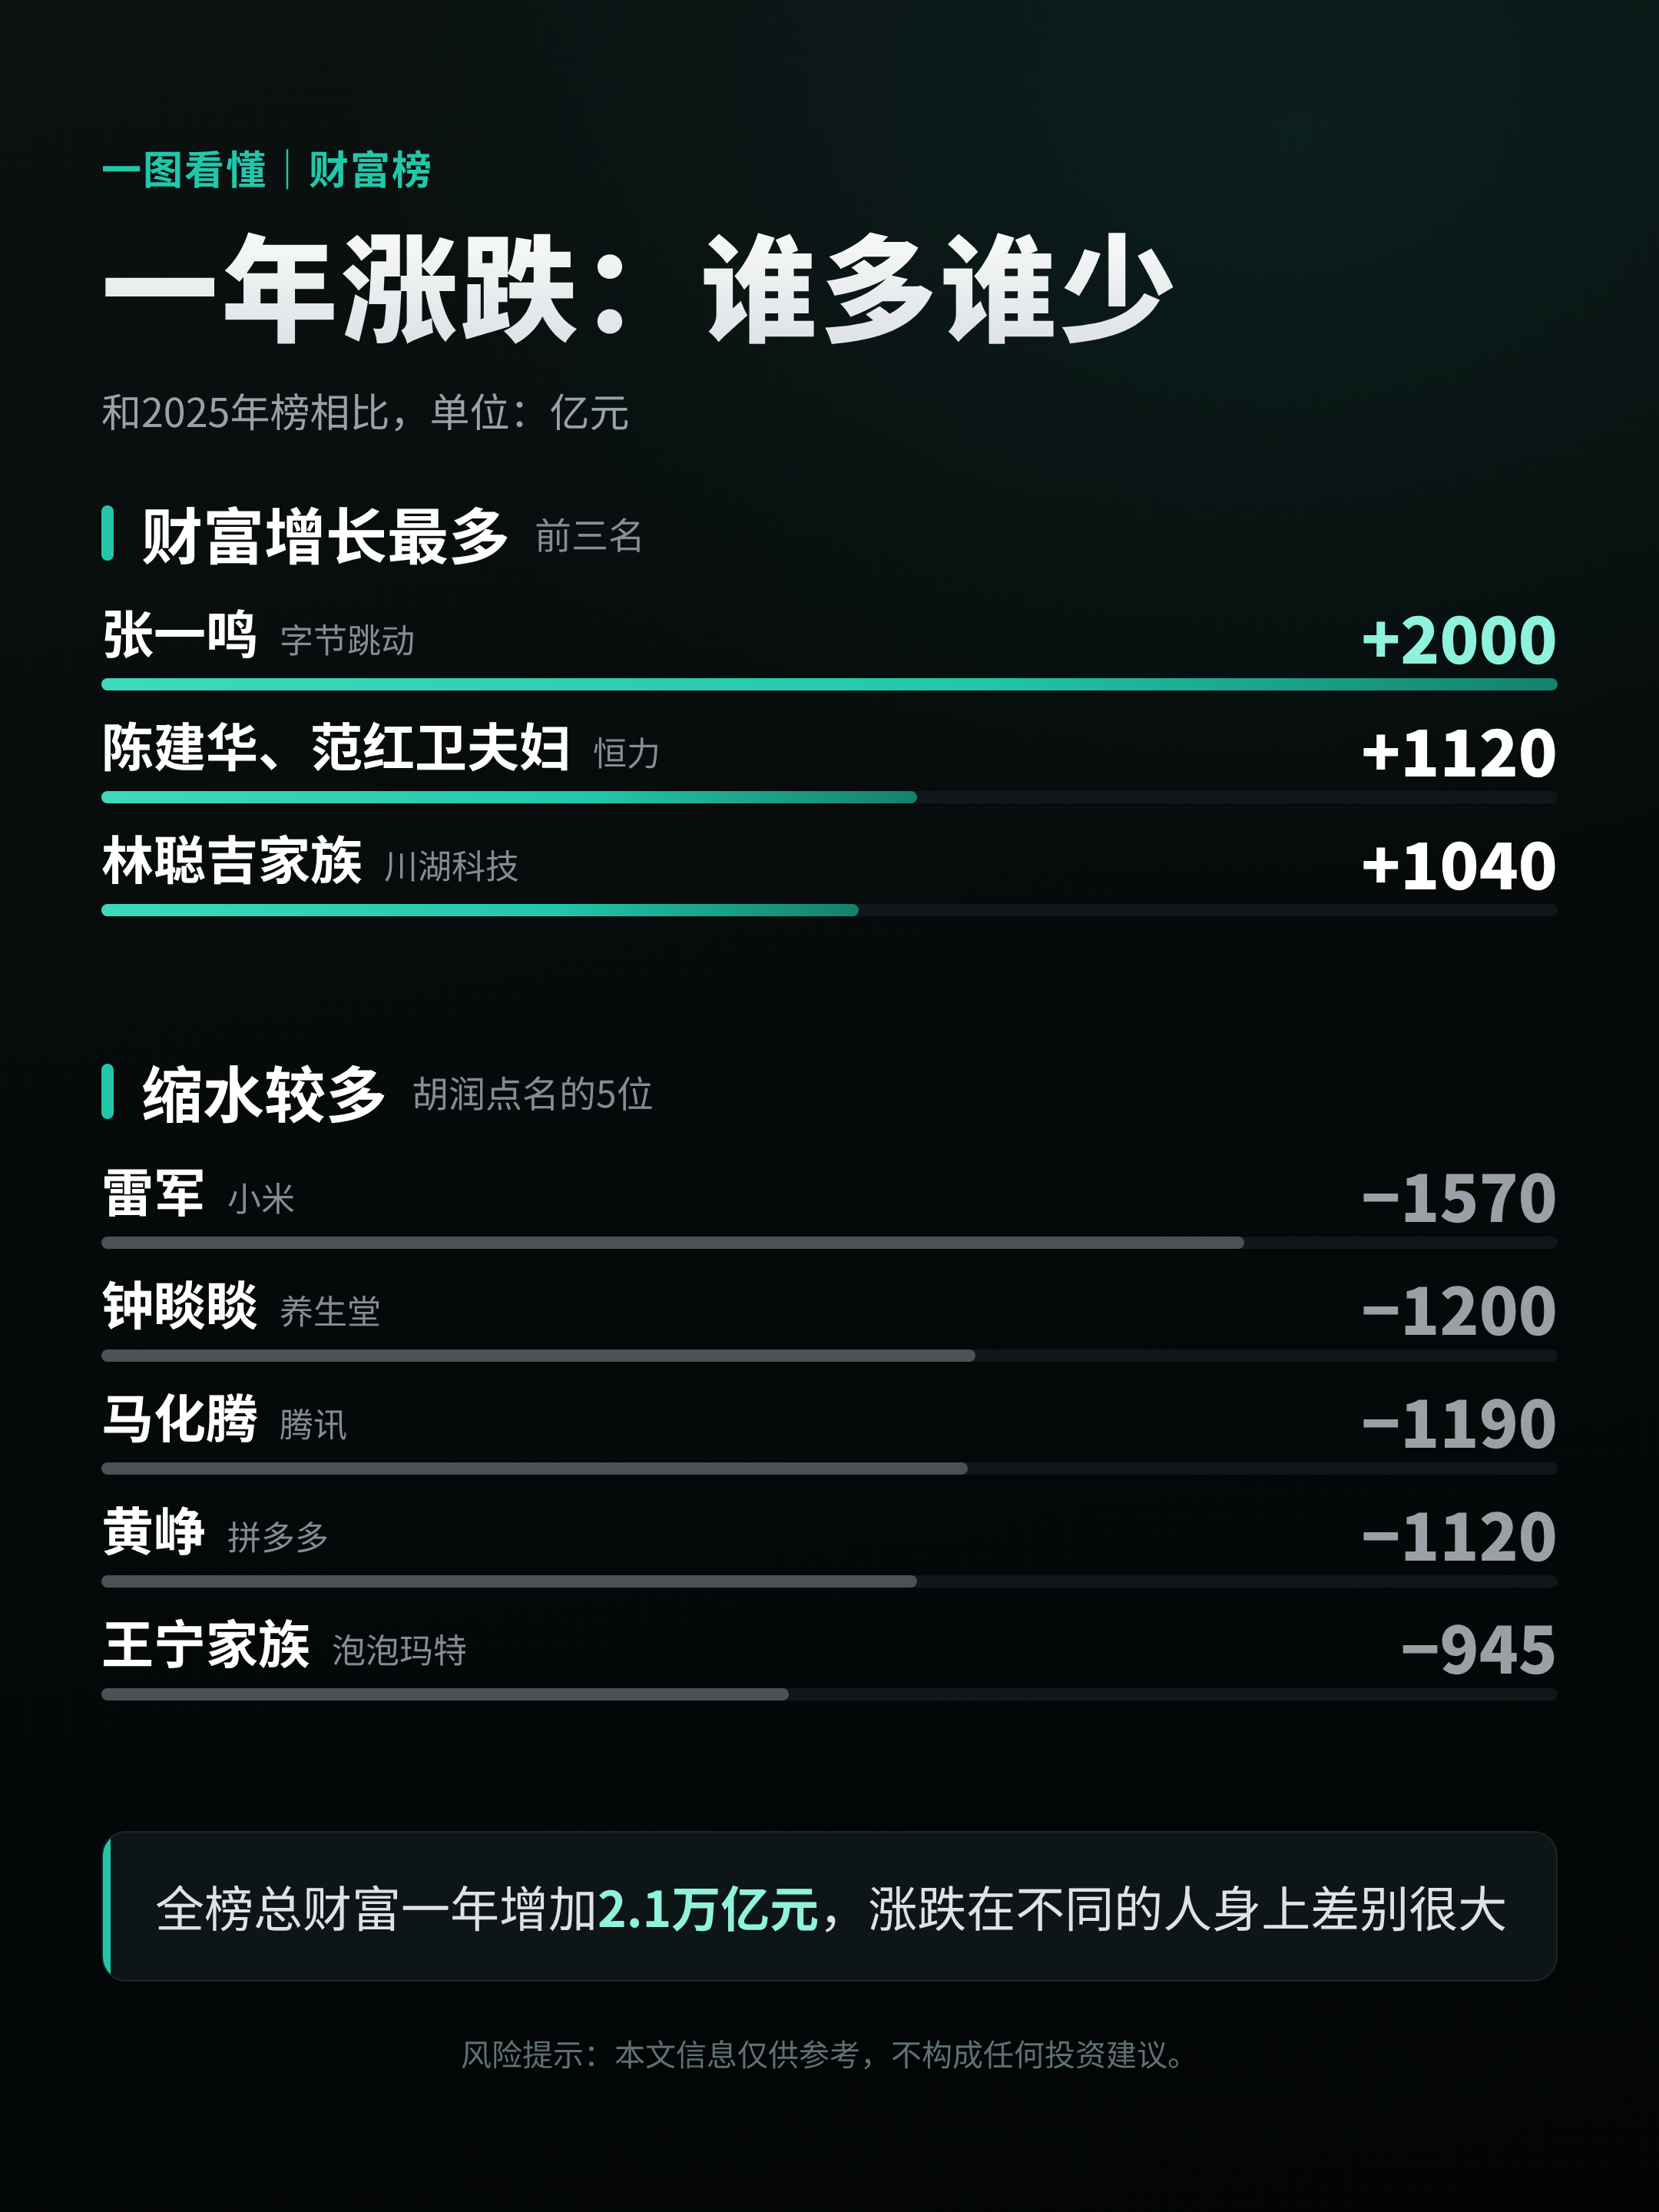 一图看懂｜财富榜
一年涨跌：谁多谁少
和2025年榜相比，单位：亿元
财富增长最多 前三名
张一鸣 字节跳动 +2000
陈建华、范红卫夫妇 恒力 +1120
林聪吉家族 川湖科技 +1040
缩水较多 胡润点名的5位
雷军 小米 −1570
钟睒睒 养生堂 −1200
马化腾 腾讯 −1190
黄峥 拼多多 −1120
王宁家族 泡泡玛特 −945
全榜总财富一年增加2.1万亿元，涨跌在不同的人身上差别很大
风险提示：本文信息仅供参考，不构成任何投资建议。